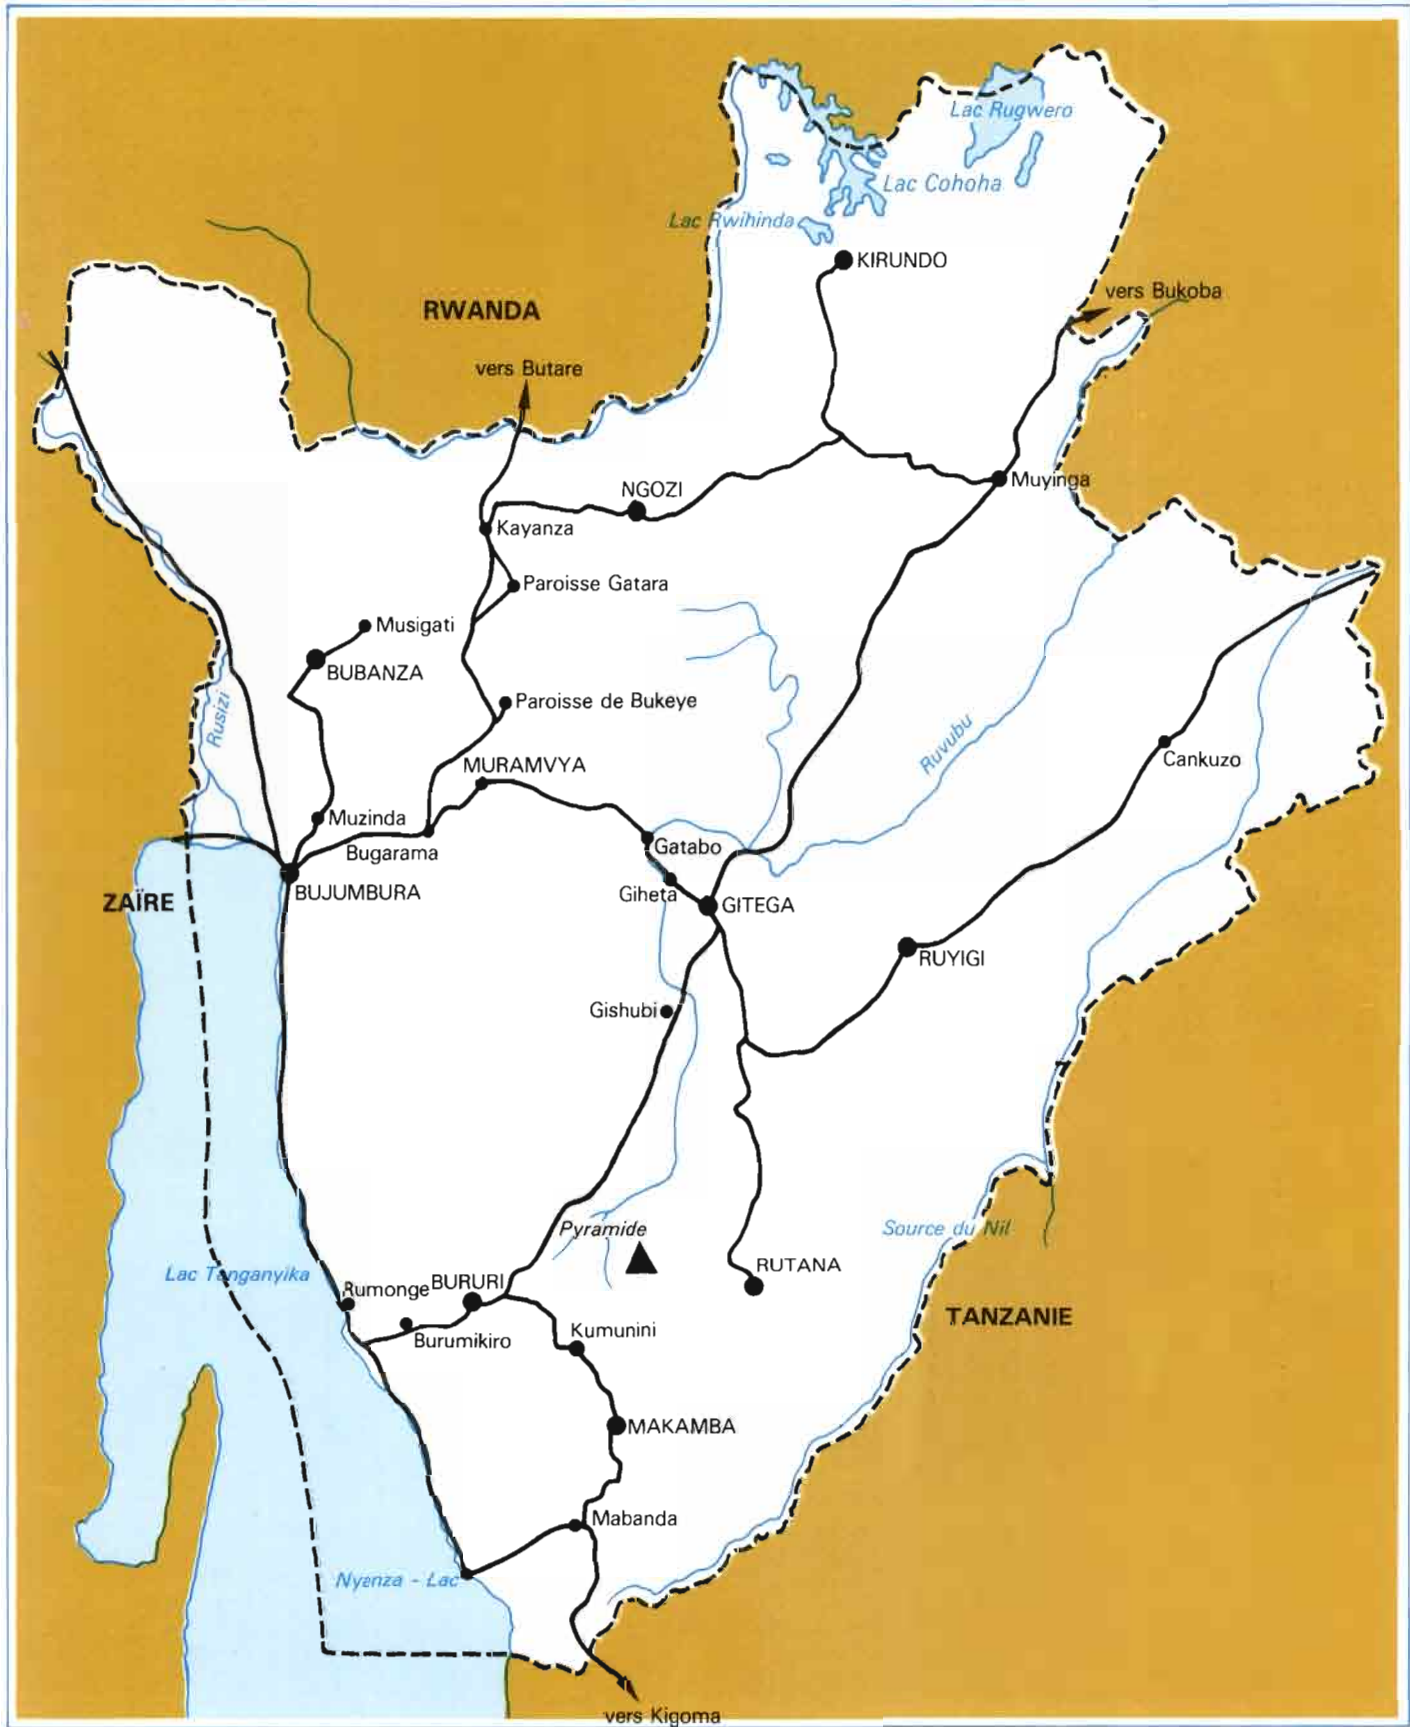 Lac Rugwero
Lac Cohoha
Lac Rwihinda
KIRUNDO
vers Bukoba
RWANDA
vers Butare
Muyinga
NGOZI
Kayanza
Paroisse Gatara
Musigati
BUBANZA
Paroisse de Bukeye
Rusizi
Ruvubu
Cankuzo
MURAMVYA
Muzinda
Bugarama
Gatabo
Giheta
GITEGA
BUJUMBURA
ZAÏRE
RUYIGI
Gishubi
Pyramide
Source du Nil
RUTANA
Lac Tanganyika
Rumonge
BURURI
TANZANIE
Burumikiro
Kumunini
MAKAMBA
Mabanda
Nyanza - Lac
vers Kigoma